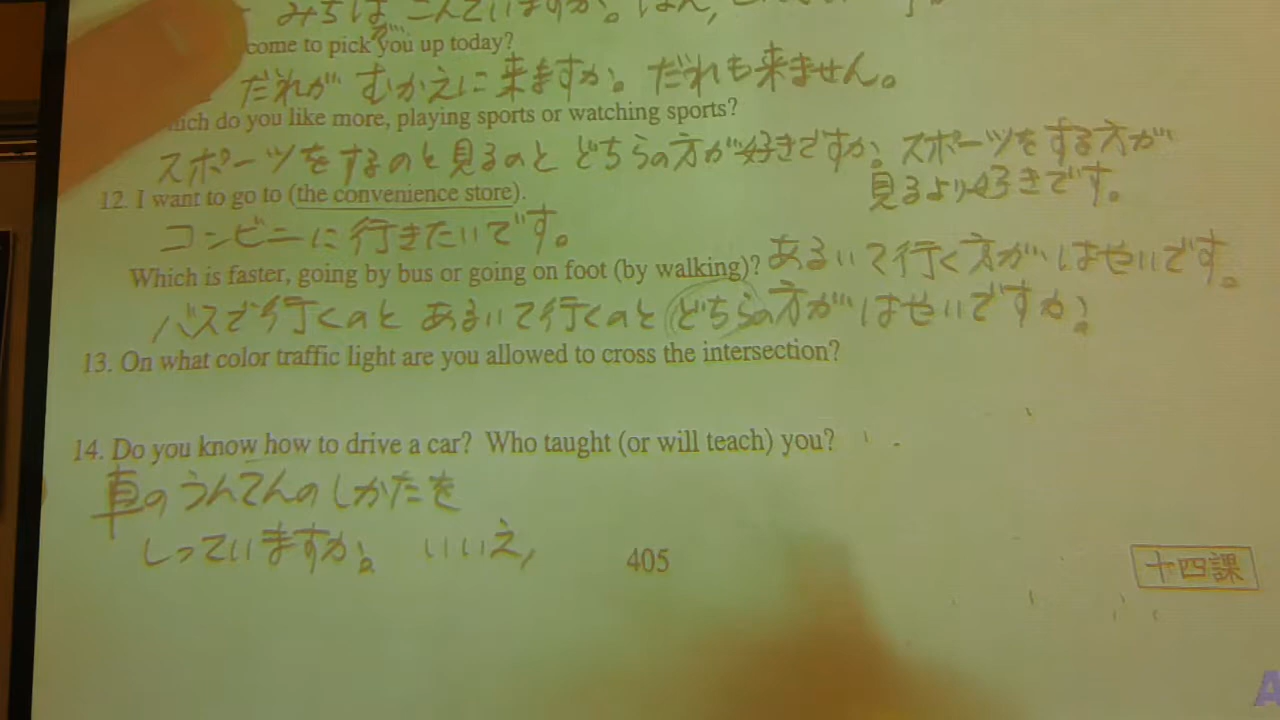 みちは こんでいますか。
come to pick you up today?
だれが むかえに来ますか。 だれも来ません。
ich do you like more, playing sports or watching sports?
スポーツをするのと見るのと どちらの方が好きですか。 スポーツをする方が
見るより好きです。
12. I want to go to (the convenience store).
コンビニに行きたいです。
Which is faster, going by bus or going on foot (by walking)? あるいて行く方がはやいです。
バスで行くのと あるいて行くのと どちらの方がはやいですか?
13. On what color traffic light are you allowed to cross the intersection?
14. Do you know how to drive a car? Who taught (or will teach) you?
車のうんてんのしかたを
しっていますか。 いいえ,
405
十四課